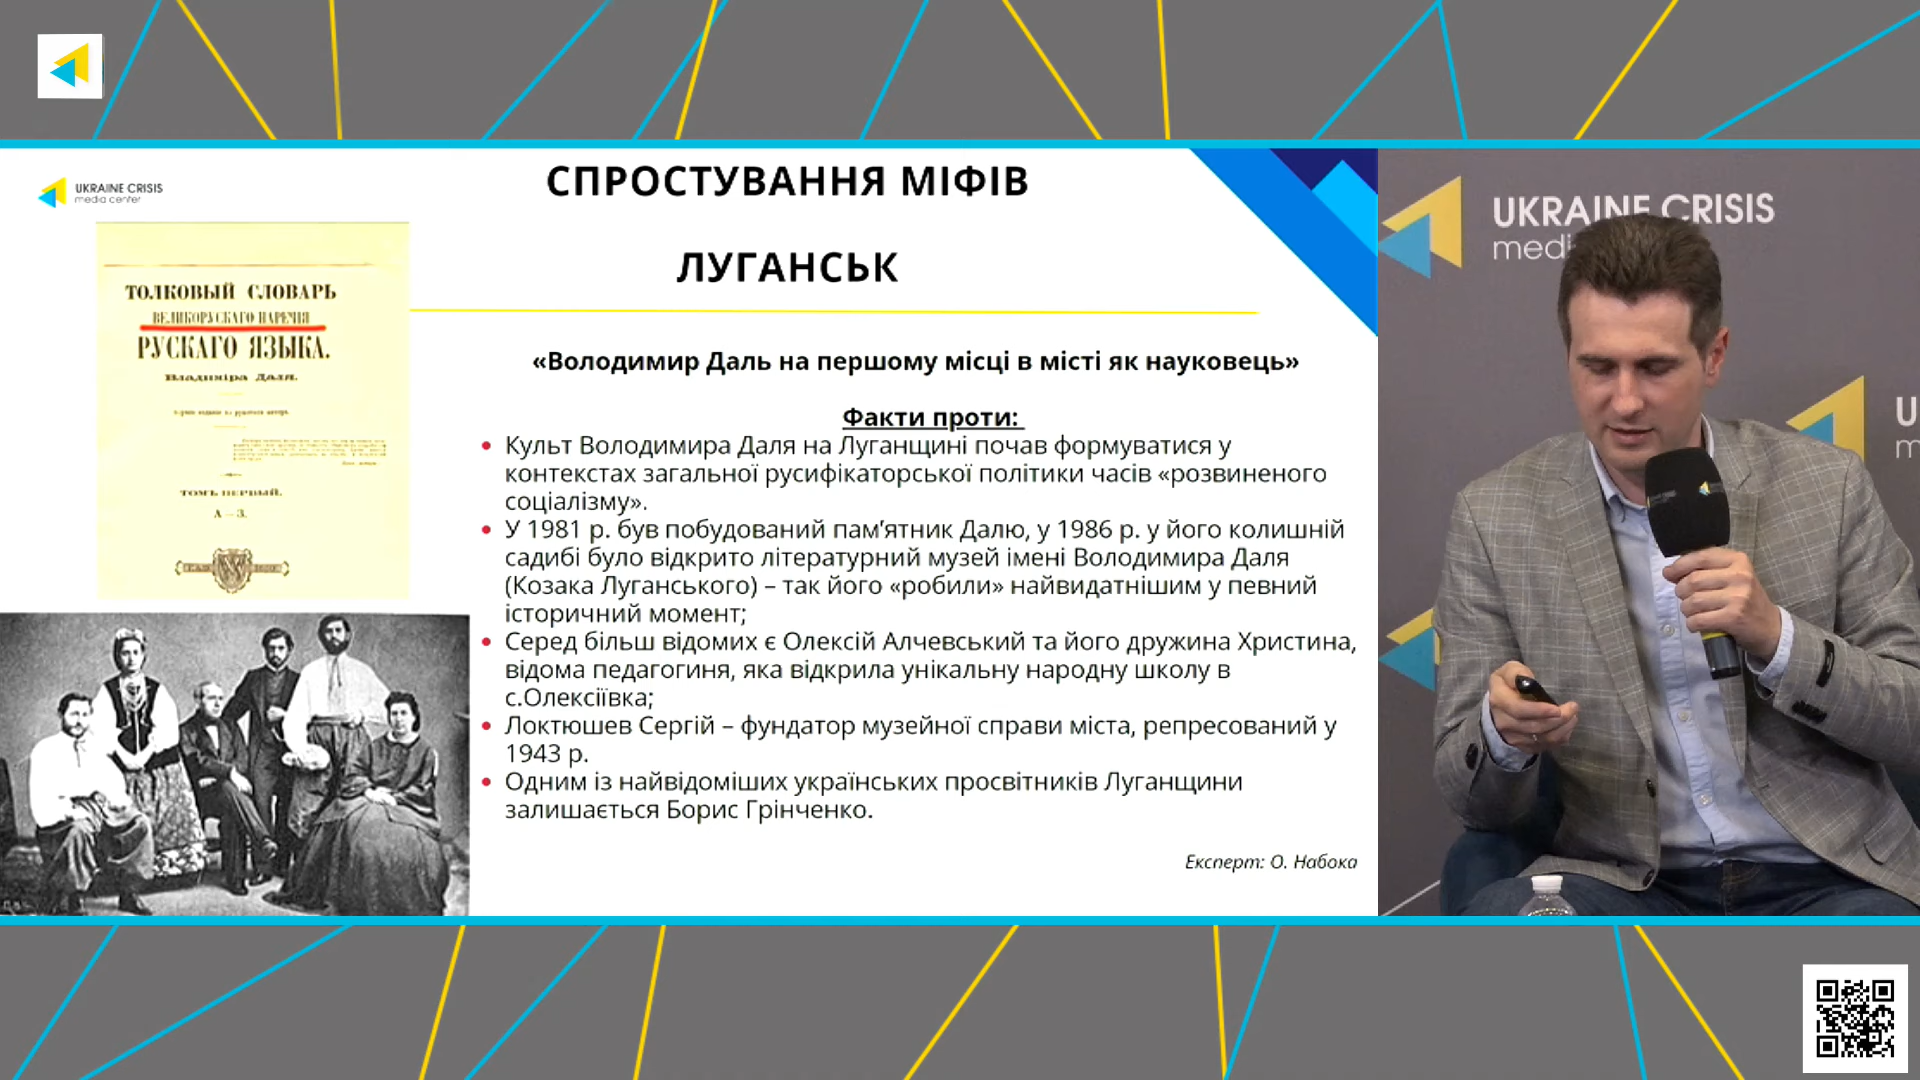 UKRAINE CRISIS
media center
СПРОСТУВАННЯ МІФІВ
ЛУГАНСЬК
ТОЛКОВЫЙ СЛОВАРЬ
ВЕЛИКОРУСКАГО НАРЕЧІЯ
РУСКАГО ЯЗЫКА.
Владиміра Даля.
ТОМЪ ПЕРВЫЙ.
А — З.
«Володимир Даль на першому місці в місті як науковець»
Факти проти:
Культ Володимира Даля на Луганщині почав формуватися у
контекстах загальної русифікаторської політики часів «розвиненого
соціалізму».
У 1981 р. був побудований пам'ятник Далю, у 1986 р. у його колишній
садибі було відкрито літературний музей імені Володимира Даля
(Козака Луганського) – так його «робили» найвидатнішим у певний
історичний момент;
Серед більш відомих є Олексій Алчевський та його дружина Христина,
відома педагогиня, яка відкрила унікальну народну школу в
с.Олексіївка;
Локтюшев Сергій – фундатор музейної справи міста, репресований у
1943 р.
Одним із найвідоміших українських просвітників Луганщини
залишається Борис Грінченко.
Експерт: О. Набока
UKRAINE CRISIS
medi
U
m